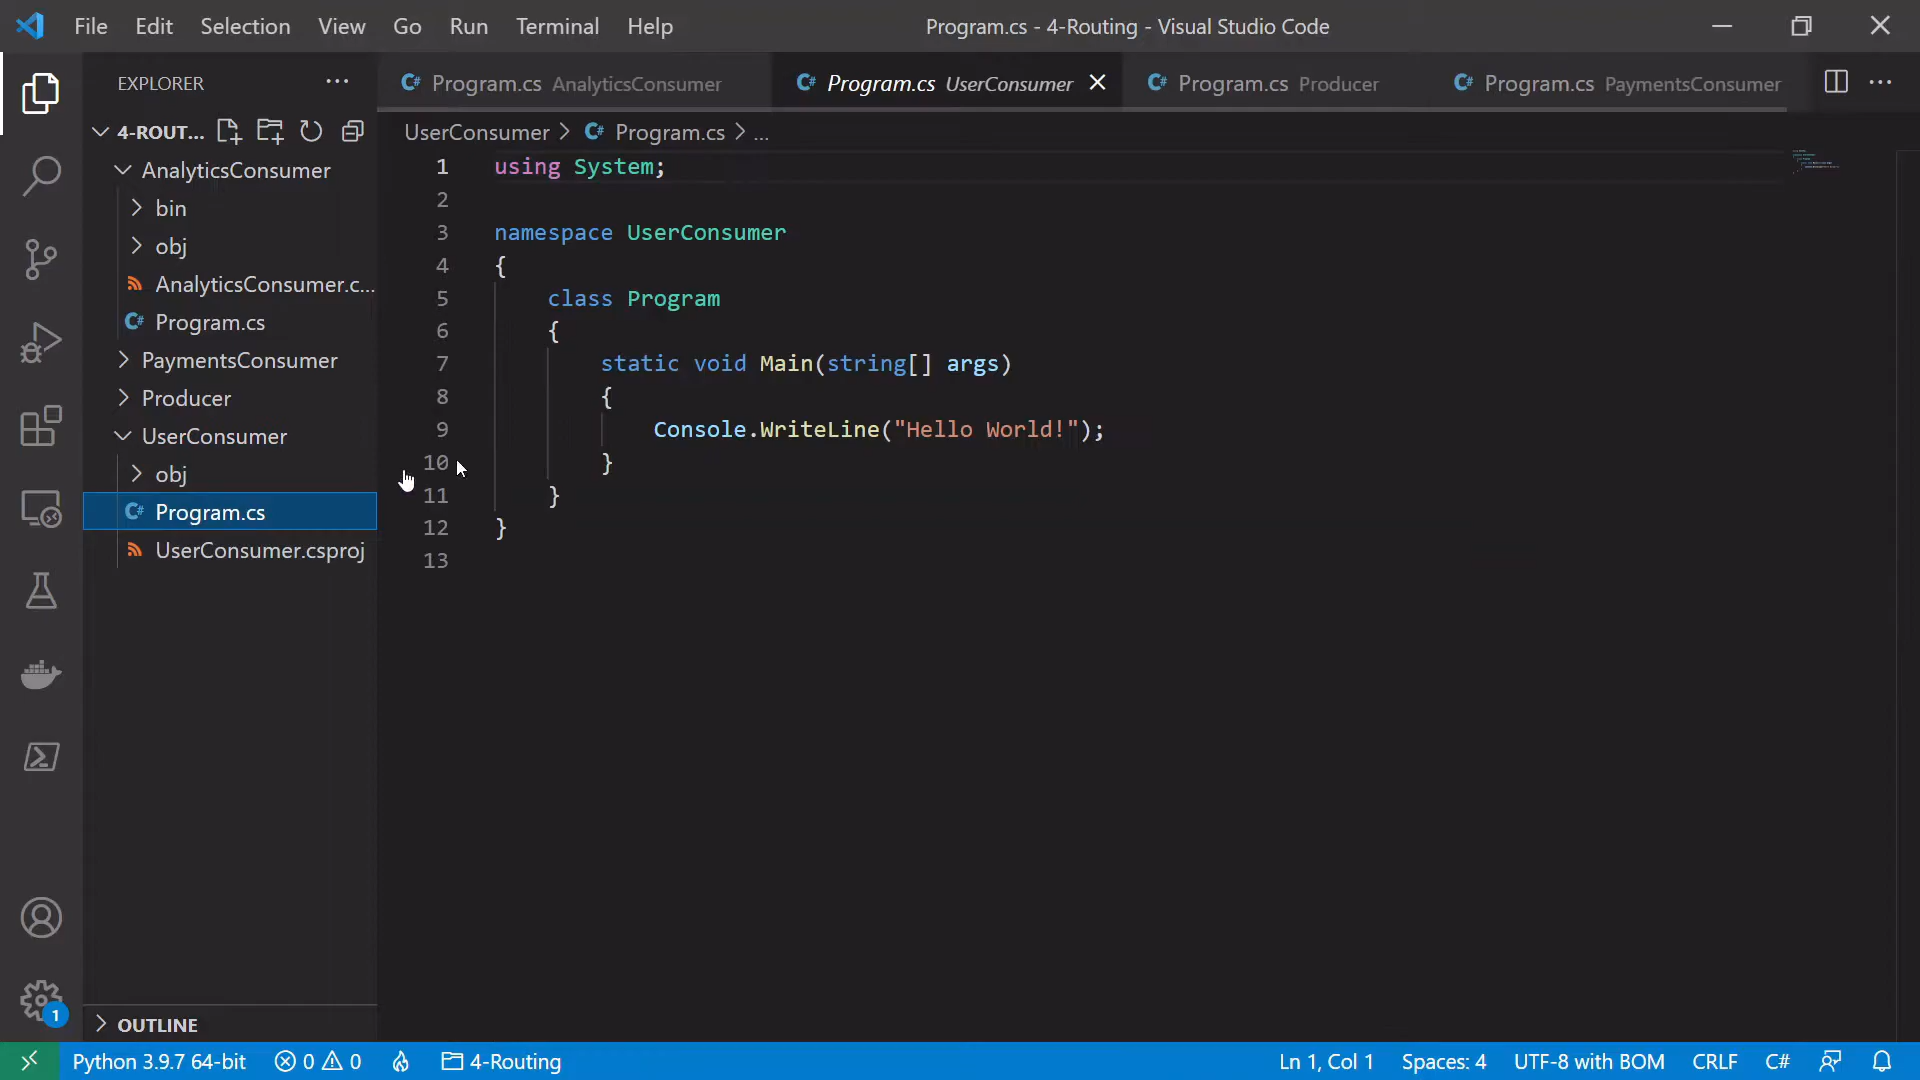 File Edit Selection View Go Run Terminal Help
Program.cs - 4-Routing - Visual Studio Code
EXPLORER
4-ROUT...
AnalyticsConsumer
bin
obj
AnalyticsConsumer.c...
Program.cs
PaymentsConsumer
Producer
UserConsumer
obj
Program.cs
UserConsumer.csproj
OUTLINE
Program.cs AnalyticsConsumer Program.cs UserConsumer Program.cs Producer Program.cs PaymentsConsumer
UserConsumer > Program.cs > ...
1 using System;
2
3 namespace UserConsumer
4 {
5 class Program
6 {
7 static void Main(string[] args)
8 {
9 Console.WriteLine("Hello World!");
10 }
11 }
12 }
13
1
Python 3.9.7 64-bit 0 0 4-Routing Ln 1, Col 1 Spaces: 4 UTF-8 with BOM CRLF C#